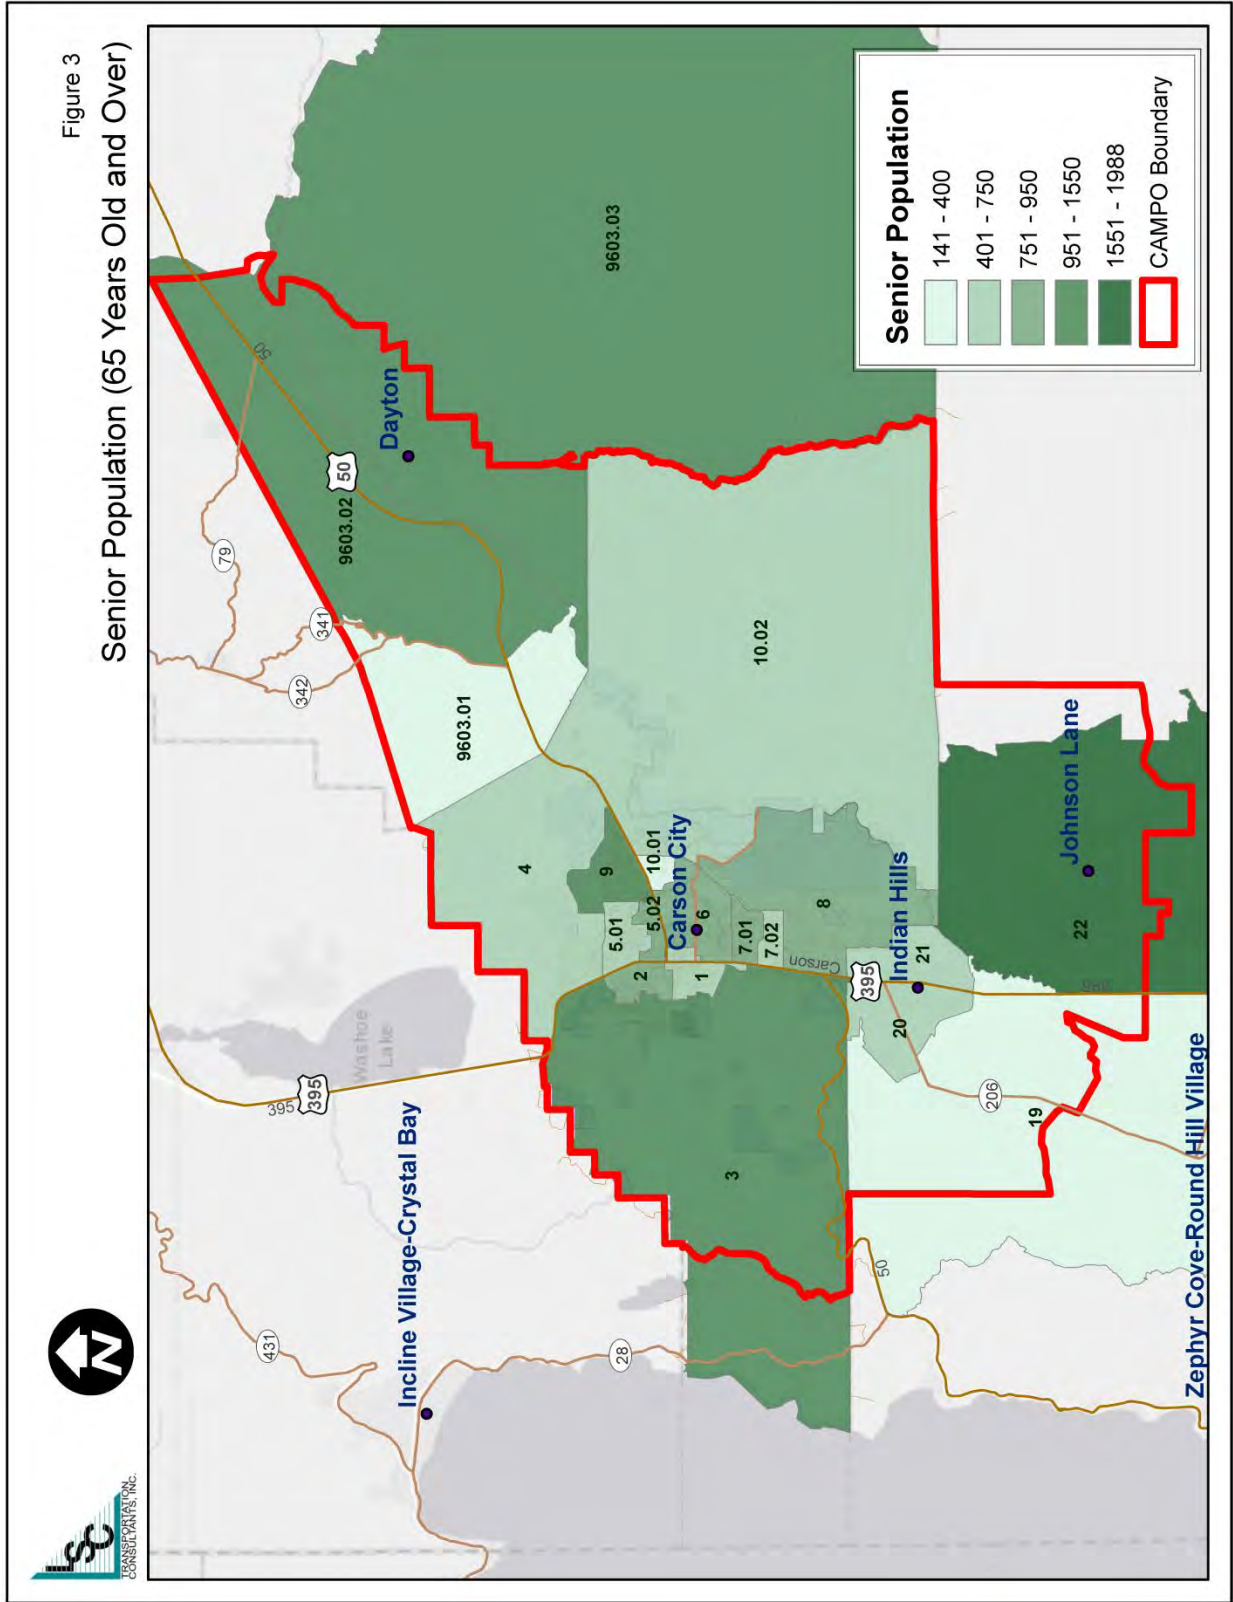 Figure 3
Senior Population (65 Years Old and Over)
N
LSC
TRANSPORTATION
CONSULTANTS, INC.
431
28
Incline Village-Crystal Bay
395
395
Washoe
Lake
342
341
79
50
50
Dayton
9603.02
9603.01
9603.03
4
9
5.01
5.02
10.01
10.02
Carson City
2
1
6
7.01
7.02
3
8
Carson
395
Indian Hills
21
20
50
206
19
22
395
Johnson Lane
Zephyr Cove-Round Hill Village
Senior Population
141 - 400
401 - 750
751 - 950
951 - 1550
1551 - 1988
CAMPO Boundary